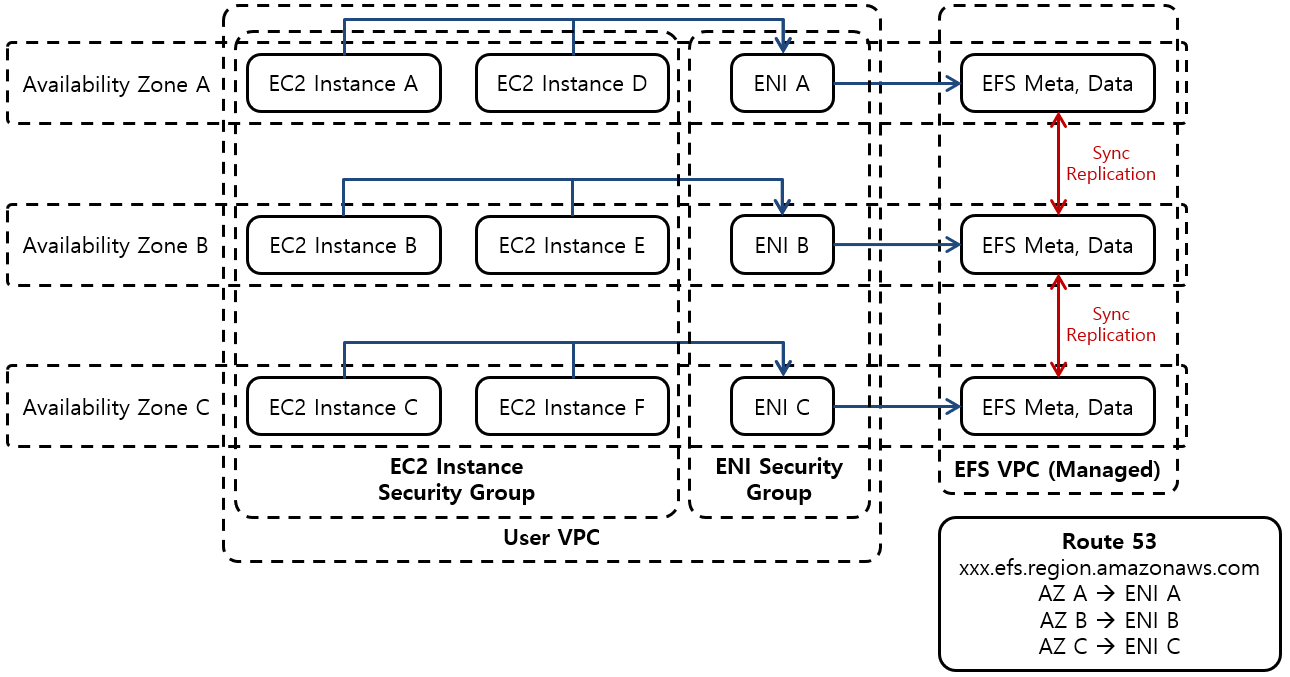 Availability Zone A
EC2 Instance A
EC2 Instance D
ENI A
EFS Meta, Data
Sync
Replication
Availability Zone B
EC2 Instance B
EC2 Instance E
ENI B
EFS Meta, Data
Sync
Replication
Availability Zone C
EC2 Instance C
EC2 Instance F
ENI C
EFS Meta, Data
EC2 Instance
Security Group
ENI Security
Group
EFS VPC (Managed)
User VPC
Route 53
xxx.efs.region.amazonaws.com
AZ A → ENI A
AZ B → ENI B
AZ C → ENI C